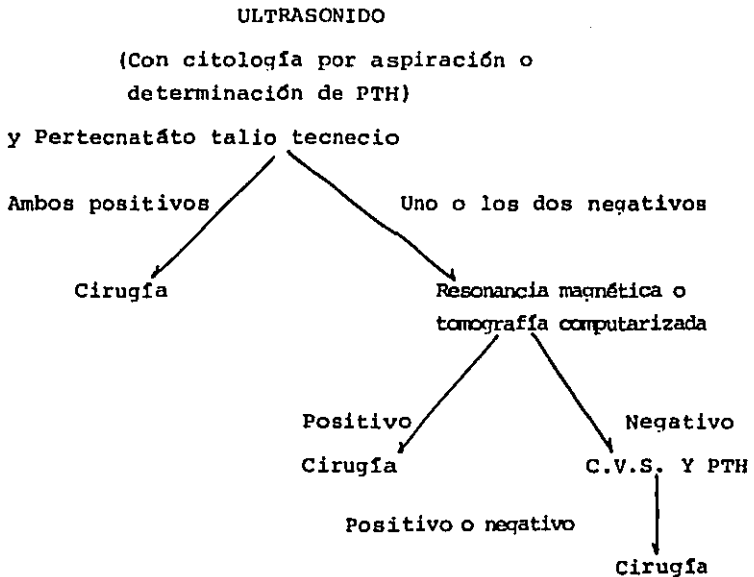 ULTRASONIDO
(Con citología por aspiración o
determinación de PTH)
y Pertecnatáto talio tecnecio
Ambos positivos
Uno o los dos negativos
Cirugía
Resonancia magnética o
tomografía computarizada
Positivo
Negativo
Cirugía
C.V.S. Y PTH
Positivo o negativo
Cirugía